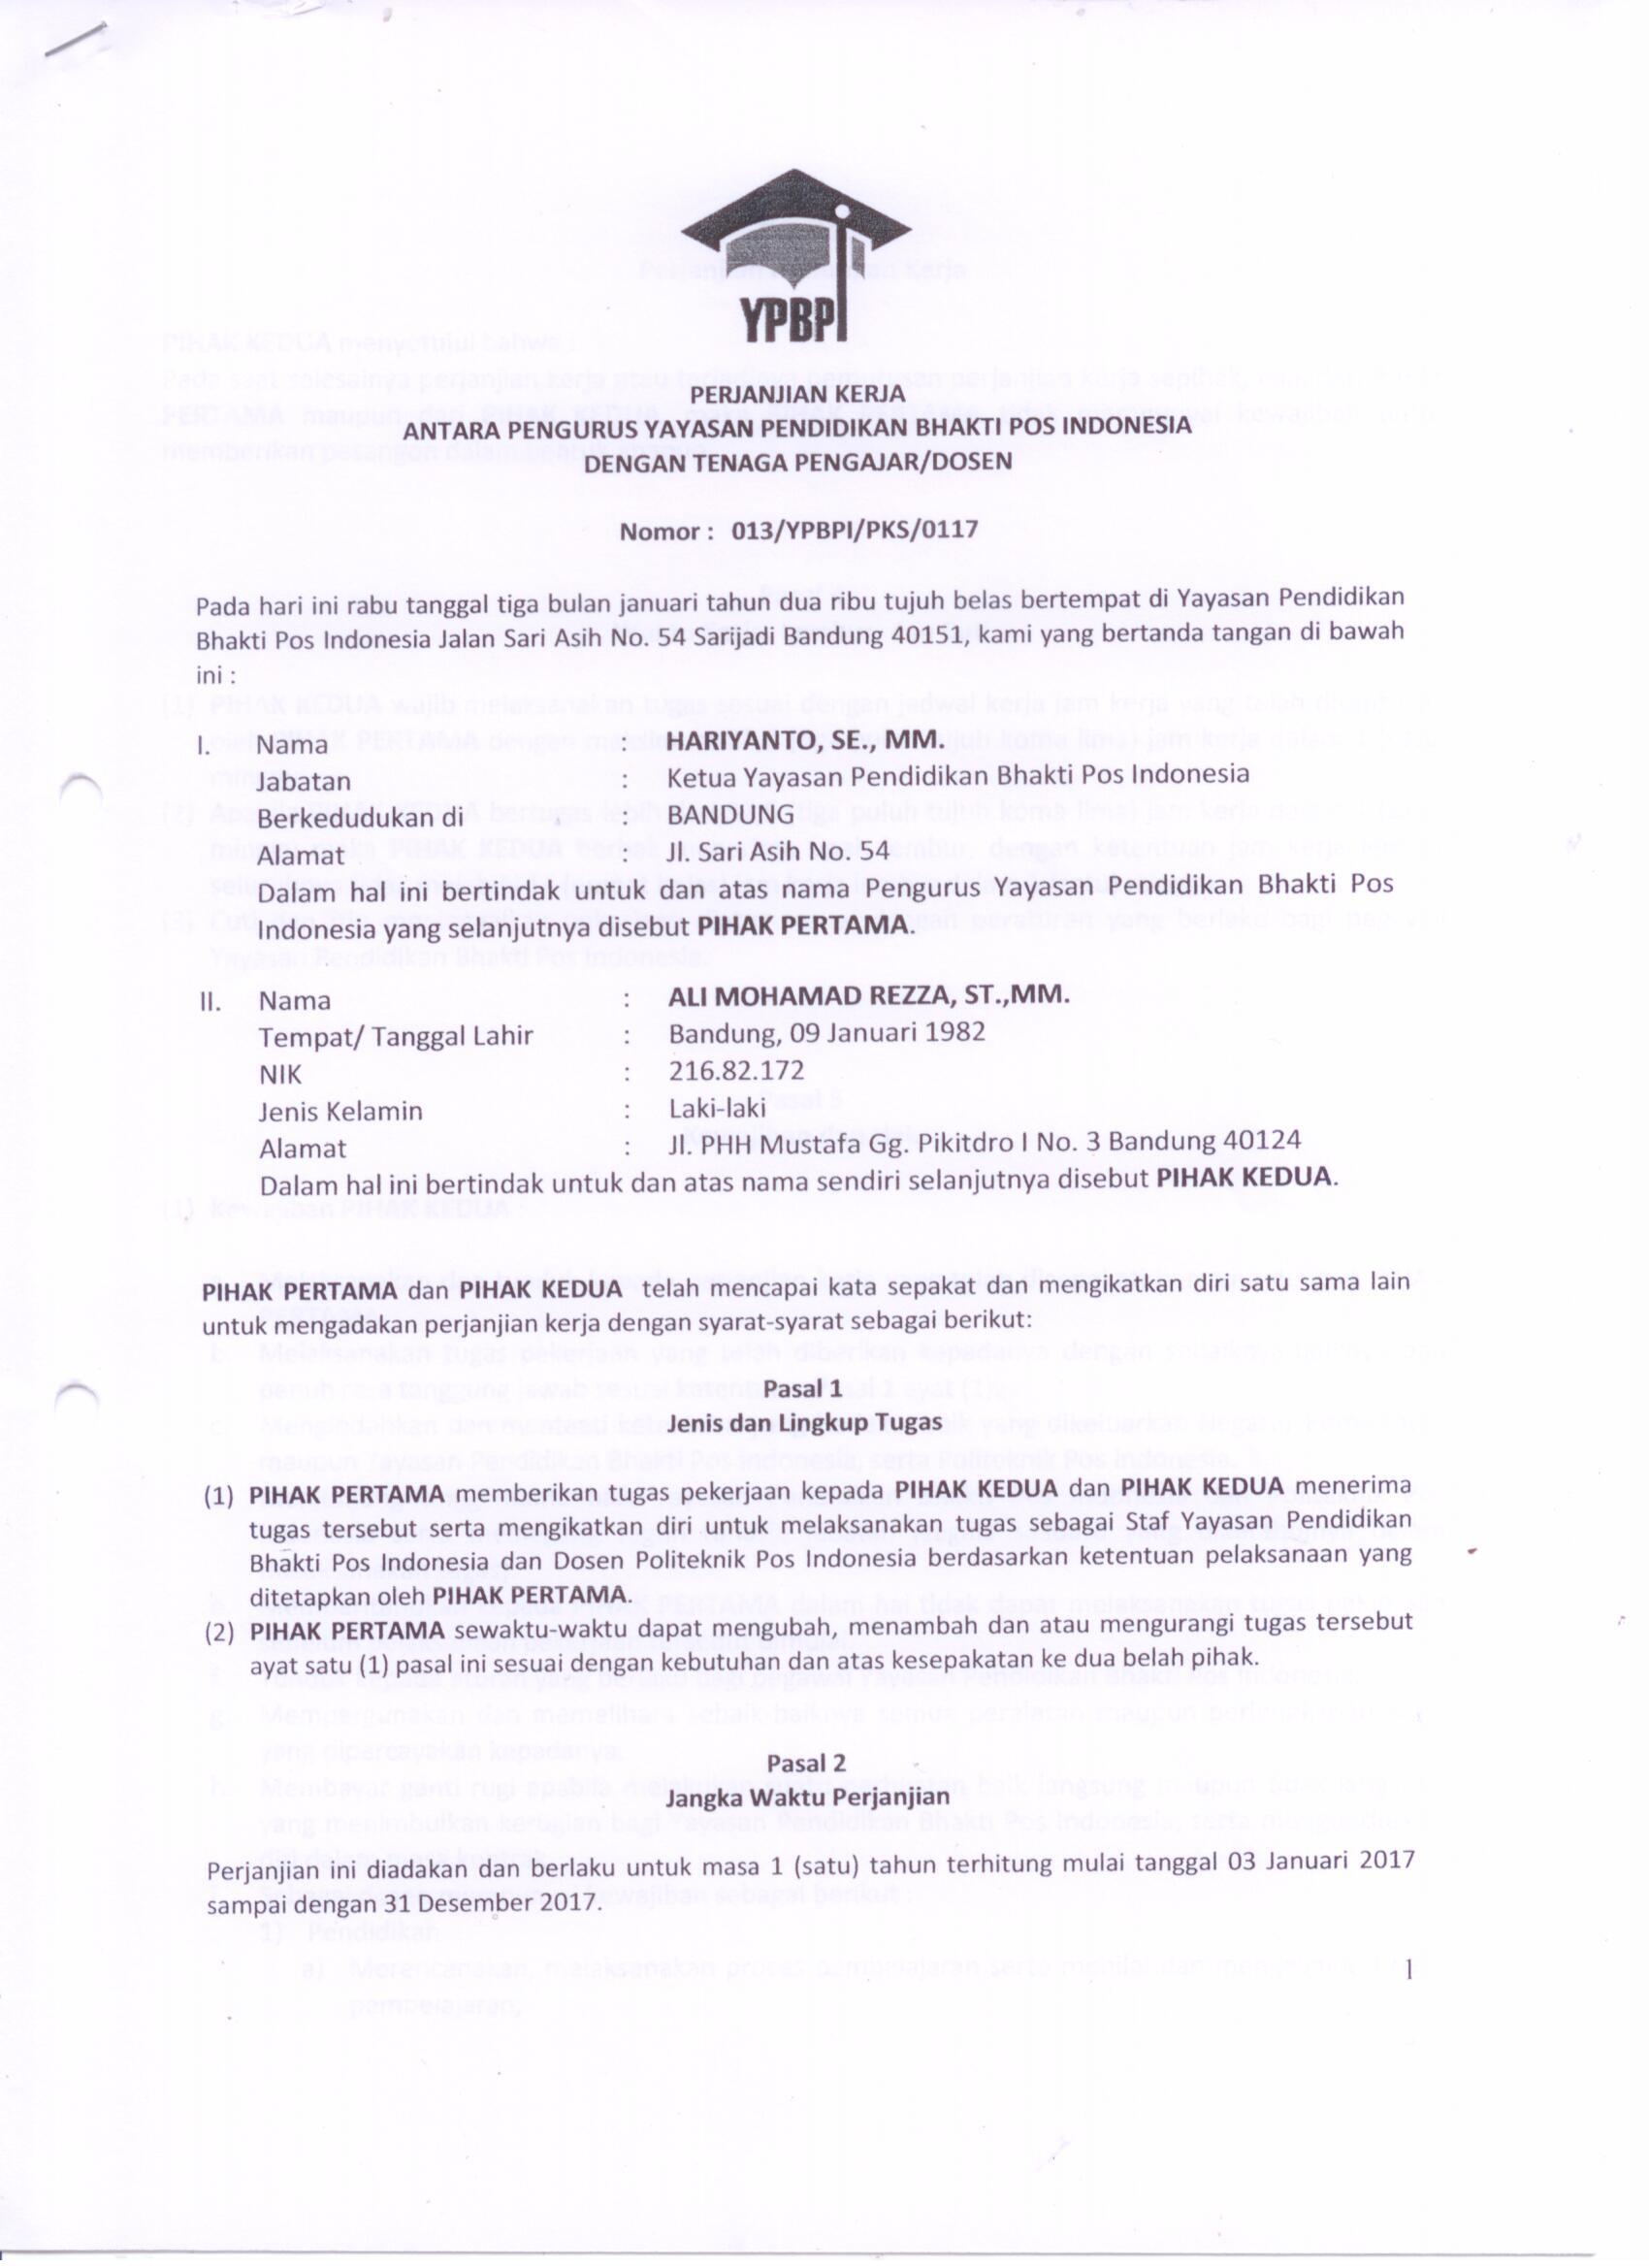 YPBPI
PERJANJIAN KERJA
ANTARA PENGURUS YAYASAN PENDIDIKAN BHAKTI POS INDONESIA
DENGAN TENAGA PENGAJAR/DOSEN
Nomor : 013/YPBPI/PKS/0117
Pada hari ini rabu tanggal tiga bulan januari tahun dua ribu tujuh belas bertempat di Yayasan Pendidikan
Bhakti Pos Indonesia Jalan Sari Asih No. 54 Sarijadi Bandung 40151, kami yang bertanda tangan di bawah
ini :
I. Nama : HARIYANTO, SE., MM.
Jabatan : Ketua Yayasan Pendidikan Bhakti Pos Indonesia
Berkedudukan di : BANDUNG
Alamat : Jl. Sari Asih No. 54
Dalam hal ini bertindak untuk dan atas nama Pengurus Yayasan Pendidikan Bhakti Pos
Indonesia yang selanjutnya disebut PIHAK PERTAMA.
II. Nama : ALI MOHAMAD REZZA, ST.,MM.
Tempat/ Tanggal Lahir : Bandung, 09 Januari 1982
NIK : 216.82.172
Jenis Kelamin : Laki-laki
Alamat : Jl. PHH Mustafa Gg. Pikitdro I No. 3 Bandung 40124
Dalam hal ini bertindak untuk dan atas nama sendiri selanjutnya disebut PIHAK KEDUA.
PIHAK PERTAMA dan PIHAK KEDUA telah mencapai kata sepakat dan mengikatkan diri satu sama lain
untuk mengadakan perjanjian kerja dengan syarat-syarat sebagai berikut:
Pasal 1
Jenis dan Lingkup Tugas
(1) PIHAK PERTAMA memberikan tugas pekerjaan kepada PIHAK KEDUA dan PIHAK KEDUA menerima
tugas tersebut serta mengikatkan diri untuk melaksanakan tugas sebagai Staf Yayasan Pendidikan
Bhakti Pos Indonesia dan Dosen Politeknik Pos Indonesia berdasarkan ketentuan pelaksanaan yang
ditetapkan oleh PIHAK PERTAMA.
(2) PIHAK PERTAMA sewaktu-waktu dapat mengubah, menambah dan atau mengurangi tugas tersebut
ayat satu (1) pasal ini sesuai dengan kebutuhan dan atas kesepakatan ke dua belah pihak.
Pasal 2
Jangka Waktu Perjanjian
Perjanjian ini diadakan dan berlaku untuk masa 1 (satu) tahun terhitung mulai tanggal 03 Januari 2017
sampai dengan 31 Desember 2017.
1